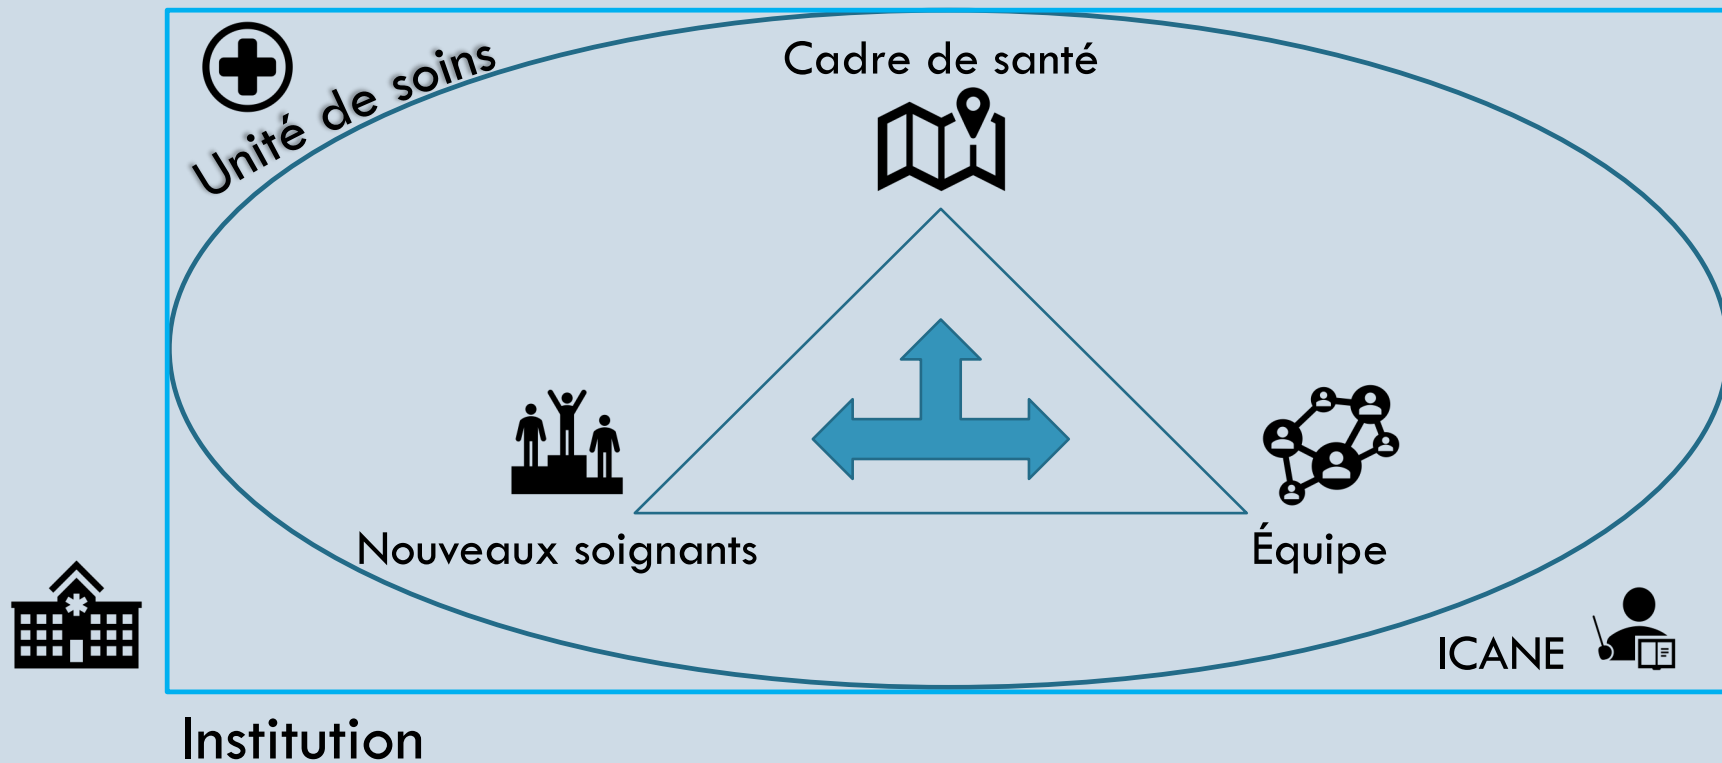 Unité de soins
Cadre de santé
Nouveaux soignants
Équipe
ICANE
Institution